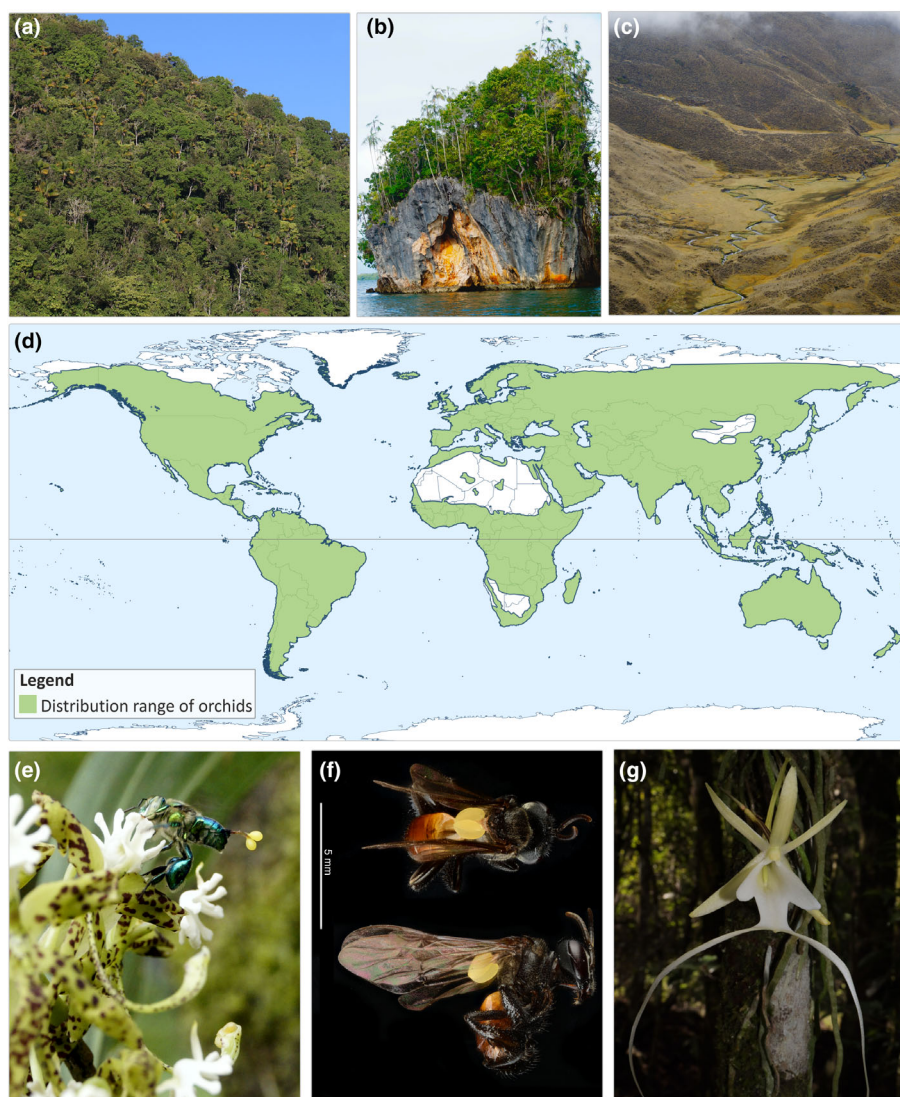 (a)
(b)
(c)
(d)
Legend
Distribution range of orchids
(e)
(f)
(g)
5 mm